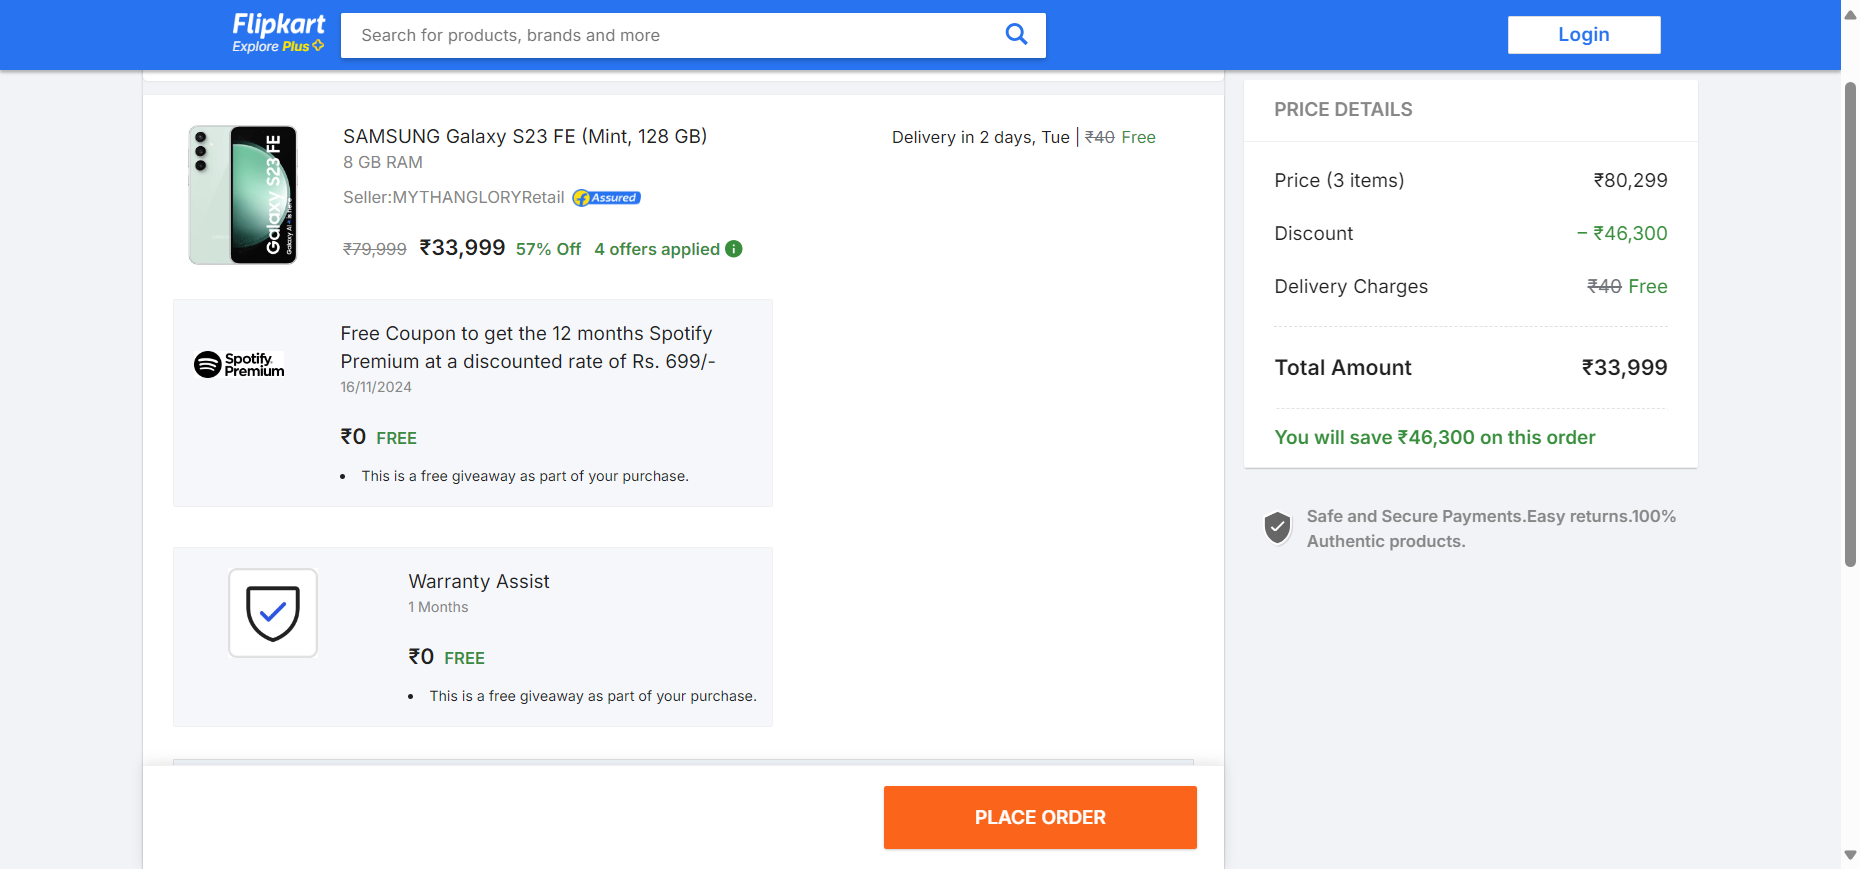 Flipkart
Explore Plus
Search for products, brands and more
Login
SAMSUNG Galaxy S23 FE (Mint, 128 GB)
8 GB RAM
Seller:MYTHANGLORYRetail Assured
₹79,999 ₹33,999 57% Off 4 offers applied
Delivery in 2 days, Tue | ₹40 Free
Galaxy S23 FE
Galaxy AI is here
Spotify
Premium
Free Coupon to get the 12 months Spotify
Premium at a discounted rate of Rs. 699/-
16/11/2024
₹0 FREE
• This is a free giveaway as part of your purchase.
Warranty Assist
1 Months
₹0 FREE
• This is a free giveaway as part of your purchase.
PLACE ORDER
PRICE DETAILS
Price (3 items) ₹80,299
Discount − ₹46,300
Delivery Charges ₹40 Free
Total Amount ₹33,999
You will save ₹46,300 on this order
Safe and Secure Payments.Easy returns.100%
Authentic products.